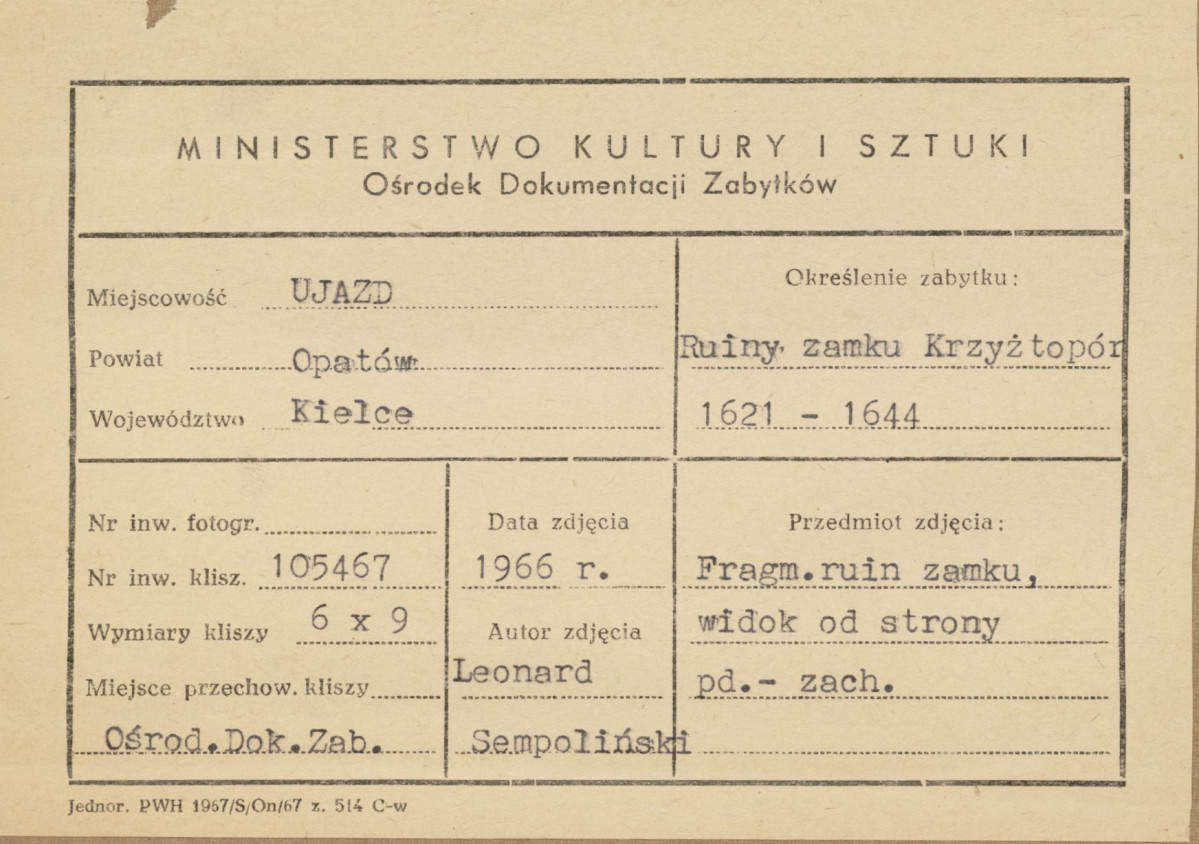 MINISTERSTWO KULTURY I SZTUKI
Ośrodek Dokumentacji Zabytków
Miejscowość UJAZD
Powiat Opatów
Województwo Kielce
Określenie zabytku:
Ruiny zamku Krzyżtopór
1621 - 1644
Nr inw. fotogr.
Nr inw. klisz. 105467
Wymiary kliszy 6 x 9
Miejsce przechow. kliszy
Ośrod.Dok.Zab.
Data zdjęcia
1966 r.
Autor zdjęcia
Leonard
Sempoliński
Przedmiot zdjęcia:
Fragm.ruin zamku,
widok od strony
pd.- zach.
Jednor. PWH 1967/S/On/67 z. 514 C-w